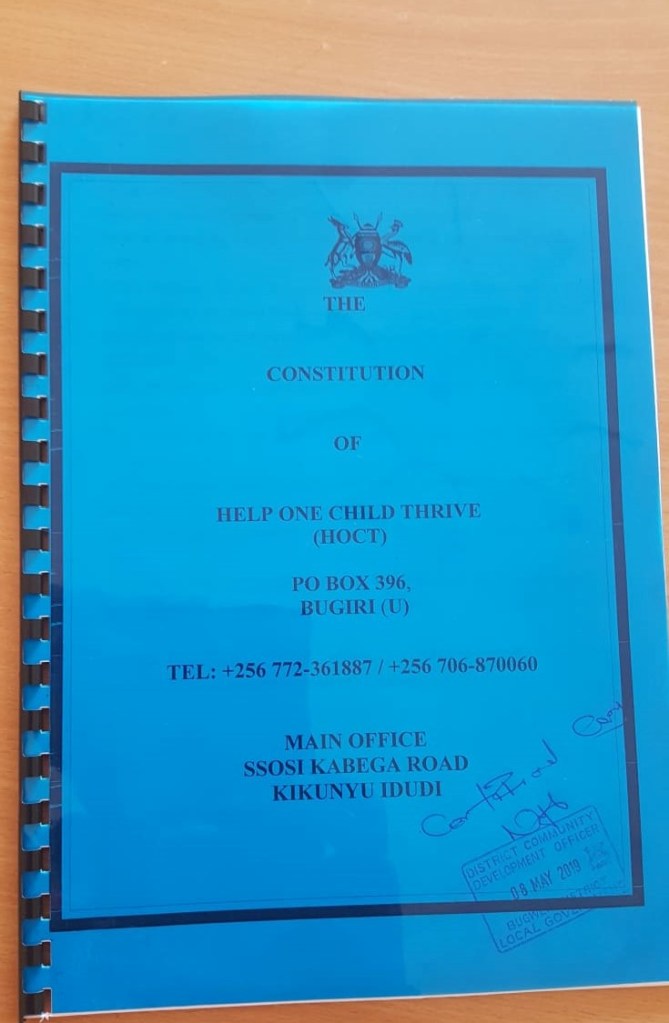 THE
CONSTITUTION
OF
HELP ONE CHILD THRIVE
(HOCT)
PO BOX 396,
BUGIRI (U)
TEL: +256 772-361887 / +256 706-870060
MAIN OFFICE
SSOSI KABEGA ROAD
KIKUNYU IDUDI
DISTRICT COMMUNITY
DEVELOPMENT OFFICER
08 MAY 2019
LOCAL